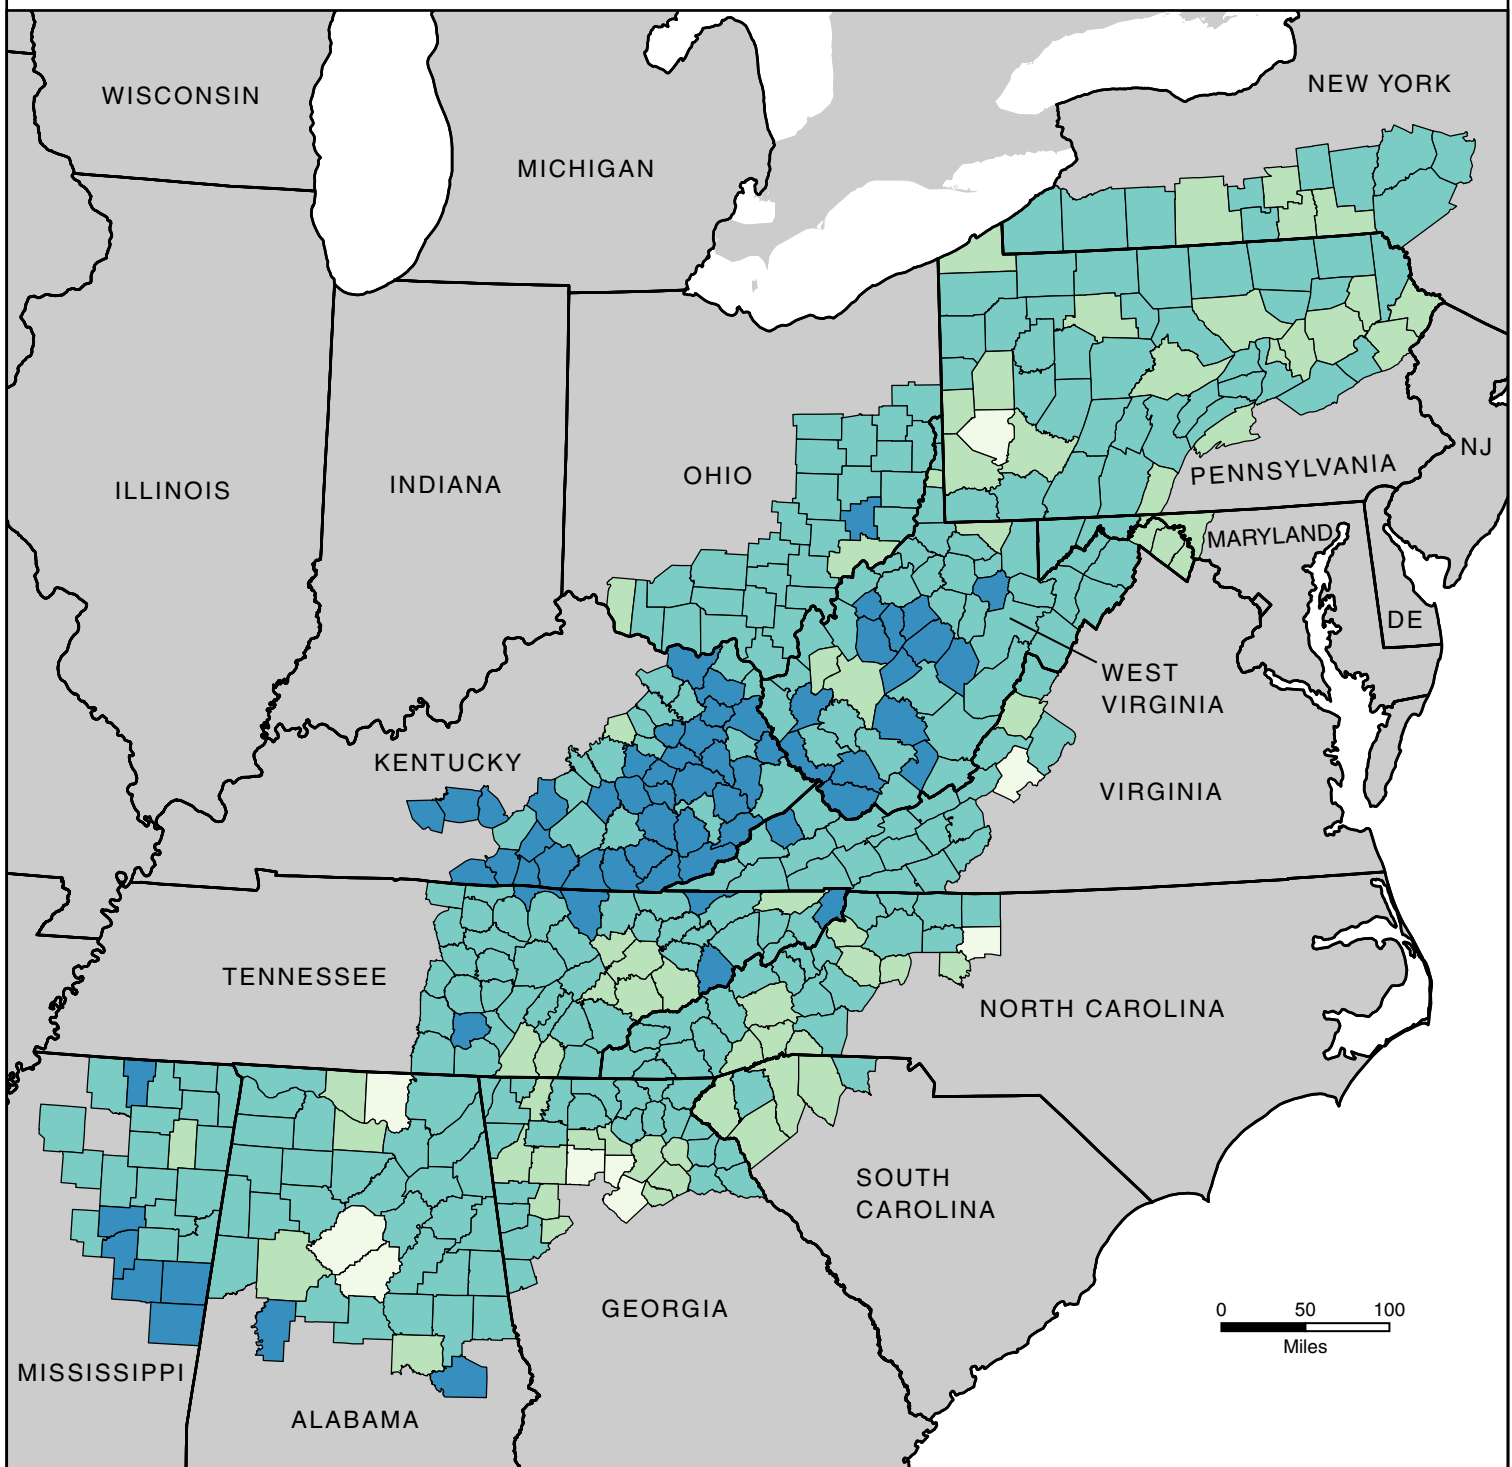 WISCONSIN
NEW YORK
MICHIGAN
ILLINOIS
INDIANA
OHIO
PENNSYLVANIA
NJ
MARYLAND
DE
WEST
VIRGINIA
KENTUCKY
VIRGINIA
TENNESSEE
NORTH CAROLINA
SOUTH
CAROLINA
GEORGIA
MISSISSIPPI
ALABAMA
0 50 100
Miles